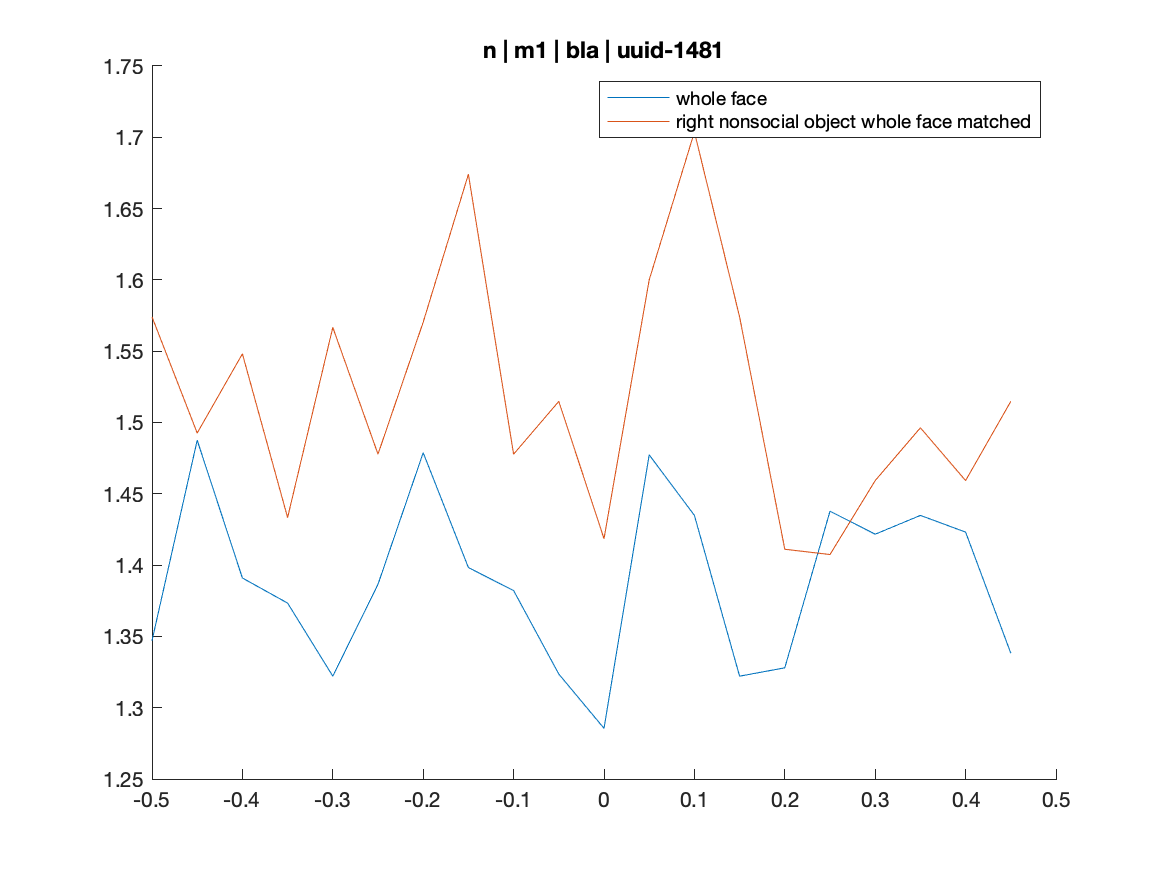 n | m1 | bla | uuid-1481
1.75
whole face
right nonsocial object whole face matched
1.7
1.65
1.6
1.55
1.5
1.45
1.4
1.35
1.3
1.25
-0.5 -0.4 -0.3 -0.2 -0.1 0 0.1 0.2 0.3 0.4 0.5